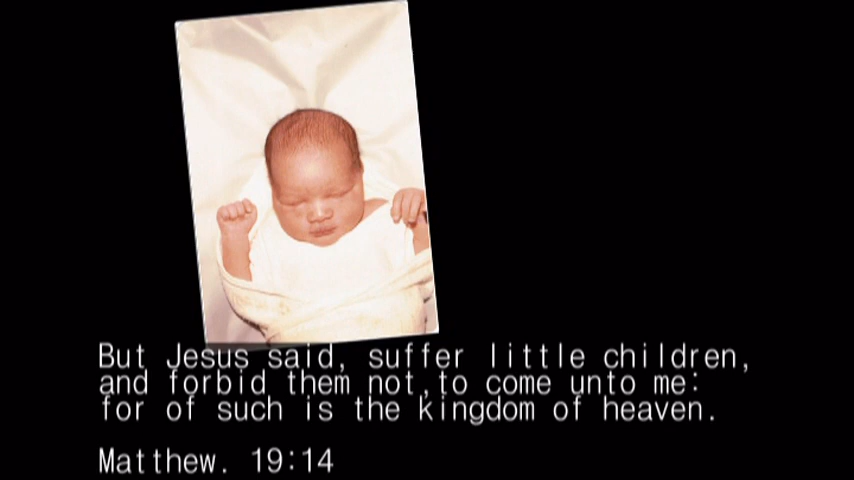 But Jesus said, suffer little children,
and forbid them not,to come unto me:
for of such is the kingdom of heaven.
Matthew. 19:14